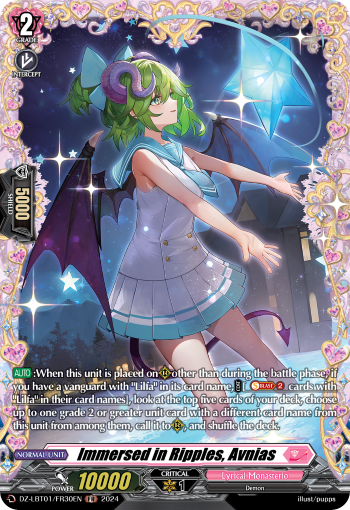 2
GRADE
INTERCEPT
5000
SHIELD
AUTO :When this unit is placed on R other than during the battle phase, if
you have a vanguard with "Lilfa" in its card name, COST [SOUL BLAST 2 cards with
"Lilfa" in their card names], look at the top five cards of your deck, choose
up to one grade 2 or greater unit card with a different card name from
this unit from among them, call it to R, and shuffle the deck.
NORMAL UNIT
Immersed in Ripples, Avnias
Lyrical Monasterio
POWER 10000
CRITICAL
1
Demon
D DZ-LBT01/FR30EN FR 2024
illust/pupps